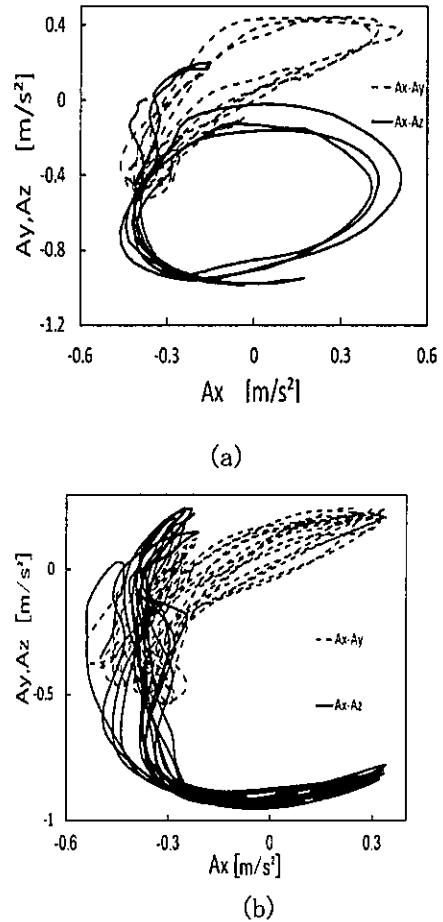 0.4
0
-0.4
-0.8
-1.2
Ay,Az [m/s²]
Ax-Ay
Ax-Az
-0.6 -0.3 0 0.3 0.6
Ax [m/s²]
(a)
0
-0.5
-1
Ay,Az [m/s²]
Ax-Ay
Ax-Az
-0.6 -0.3 0 0.3
Ax [m/s²]
(b)